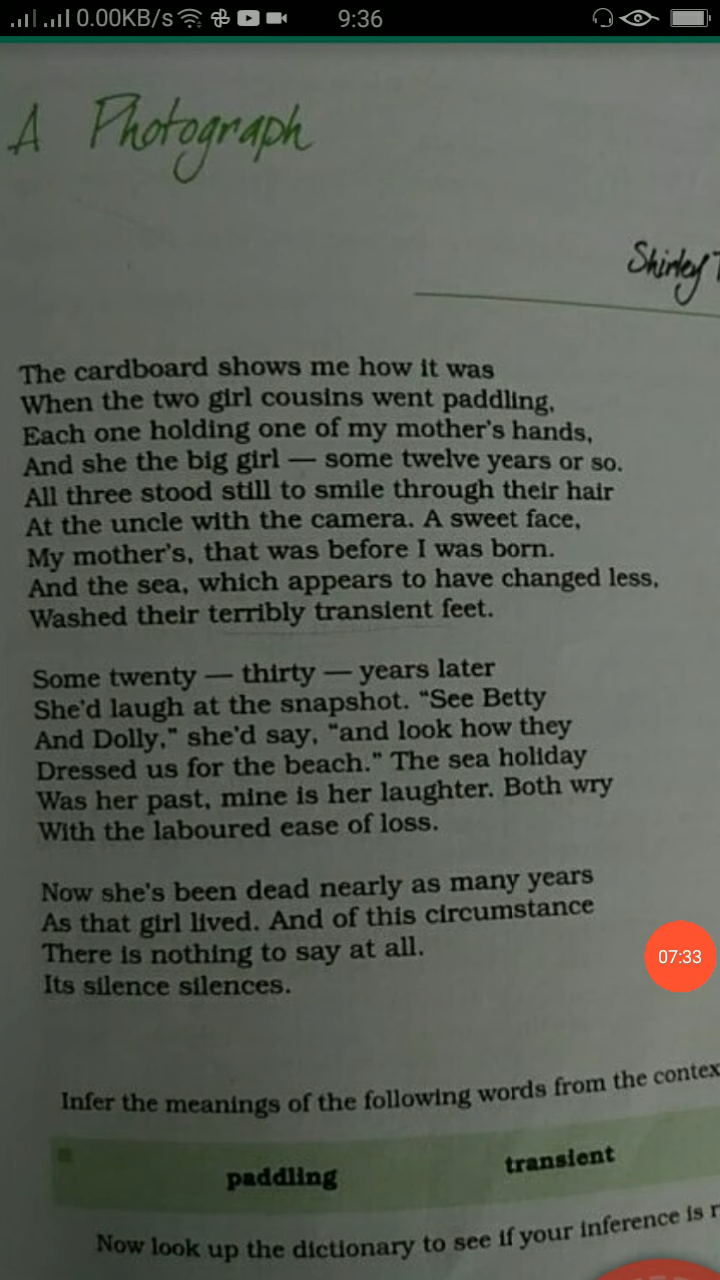 0.00KB/s 9:36
A Photograph
Shirley
The cardboard shows me how it was
When the two girl cousins went paddling,
Each one holding one of my mother's hands,
And she the big girl — some twelve years or so.
All three stood still to smile through their hair
At the uncle with the camera. A sweet face,
My mother's, that was before I was born.
And the sea, which appears to have changed less,
Washed their terribly transient feet.
Some twenty — thirty — years later
She'd laugh at the snapshot. "See Betty
And Dolly," she'd say, "and look how they
Dressed us for the beach." The sea holiday
Was her past, mine is her laughter. Both wry
With the laboured ease of loss.
Now she's been dead nearly as many years
As that girl lived. And of this circumstance
There is nothing to say at all.
Its silence silences.
07:33
Infer the meanings of the following words from the contex
paddling transient
Now look up the dictionary to see if your inference is r